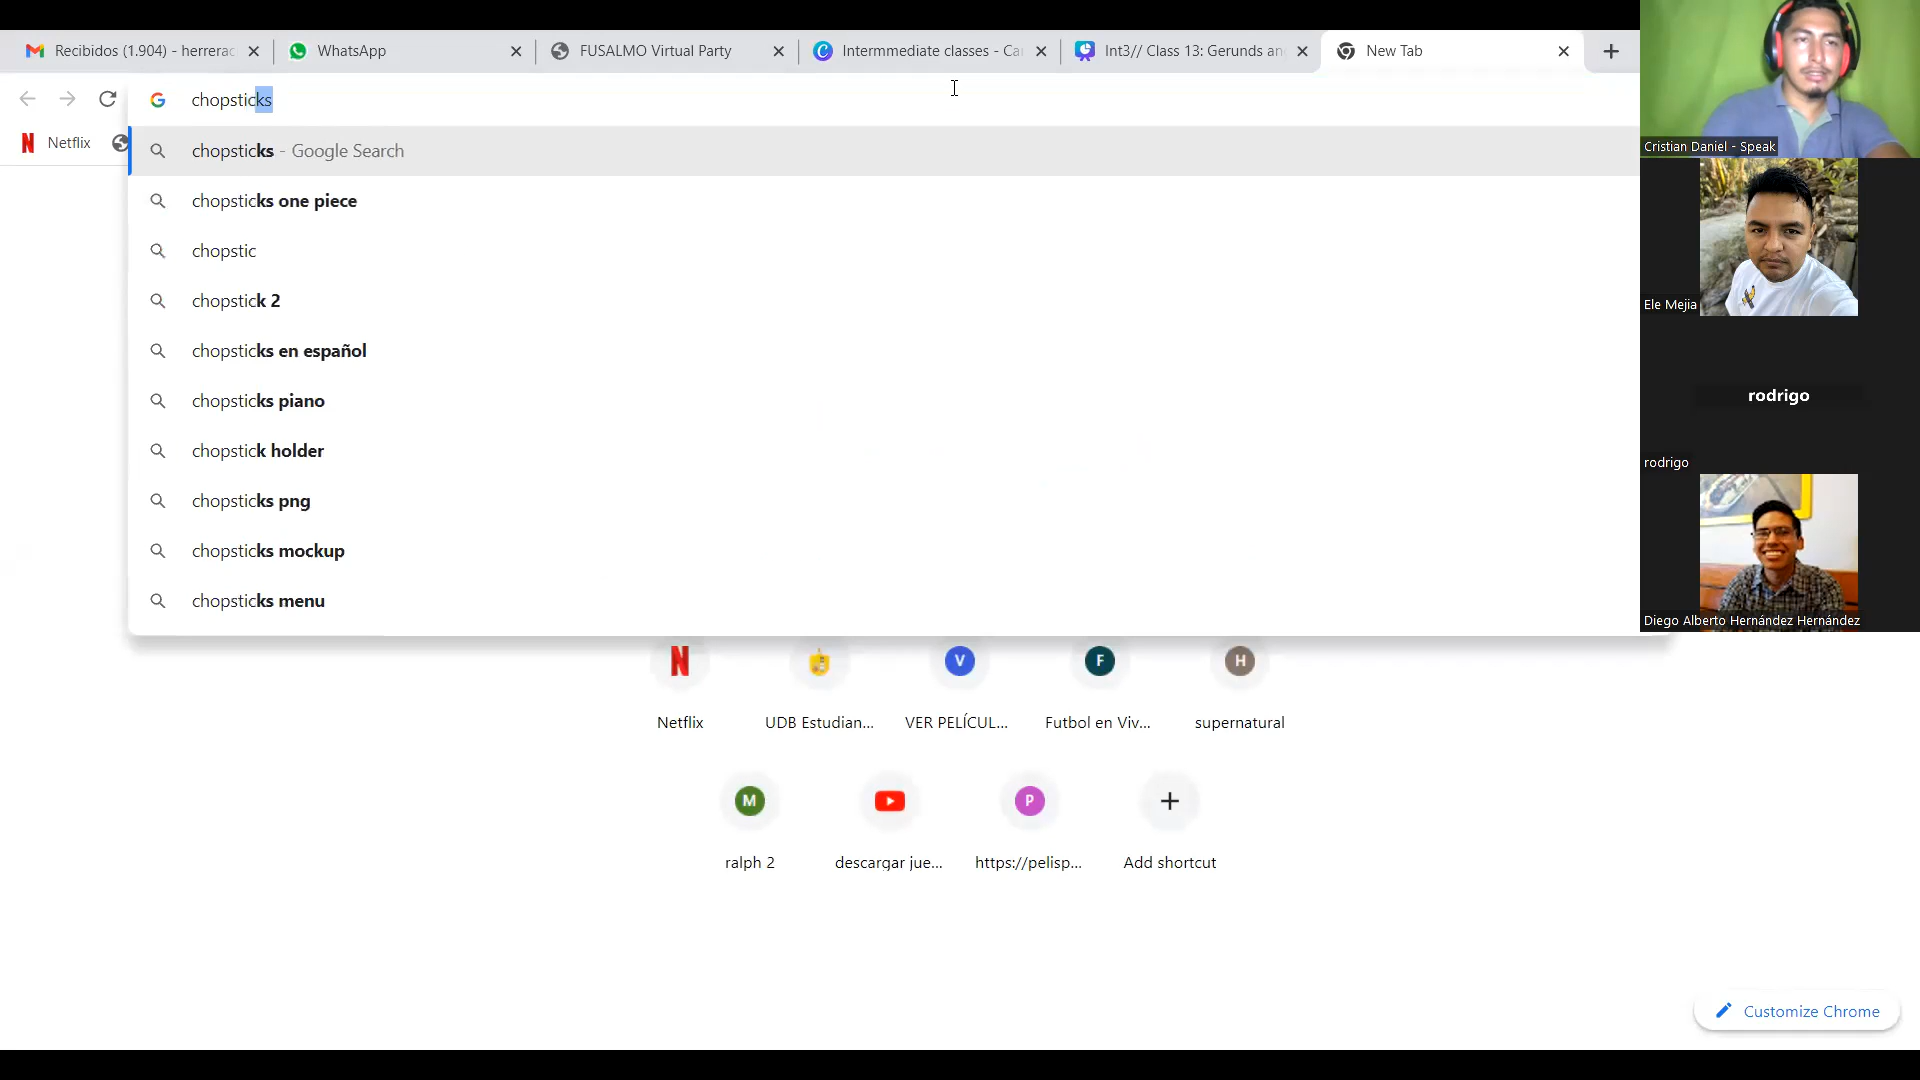 Recibidos (1.904) - herrerac
WhatsApp
FUSALMO Virtual Party
Intermmediate classes - Ca
Int3// Class 13: Gerunds an
New Tab
chopsticks
Netflix
chopsticks - Google Search
chopsticks one piece
chopstic
chopstick 2
chopsticks en español
chopsticks piano
chopstick holder
chopsticks png
chopsticks mockup
chopsticks menu
N
V
F
H
Netflix
UDB Estudian...
VER PELÍCUL...
Futbol en Viv...
supernatural
M
P
ralph 2
descargar jue...
https://pelisp...
Add shortcut
Customize Chrome
Cristian Daniel - Speak
Ele Mejia
rodrigo
rodrigo
Diego Alberto Hernández Hernández